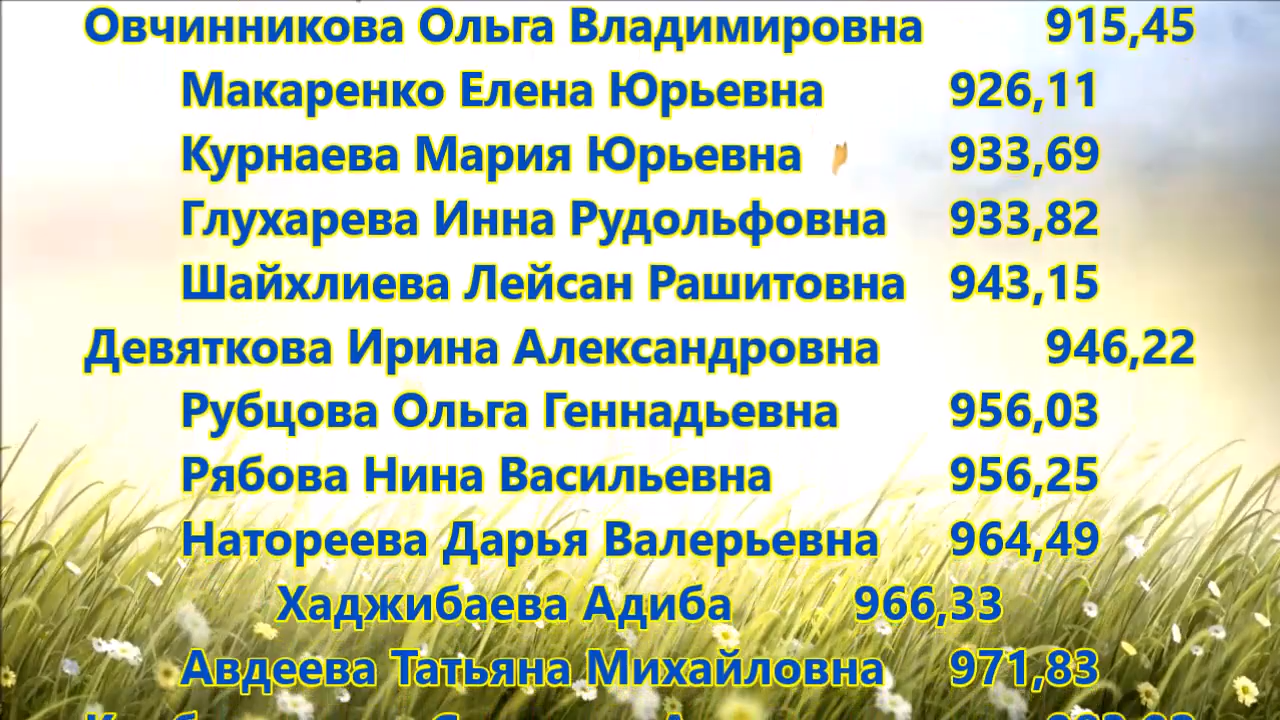 Овчинникова Ольга Владимировна 915,45
Макаренко Елена Юрьевна 926,11
Курнаева Мария Юрьевна 933,69
Глухарева Инна Рудольфовна 933,82
Шайхлиева Лейсан Рашитовна 943,15
Девяткова Ирина Александровна 946,22
Рубцова Ольга Геннадьевна 956,03
Рябова Нина Васильевна 956,25
Натореева Дарья Валерьевна 964,49
Хаджибаева Адиба 966,33
Авдеева Татьяна Михайловна 971,83